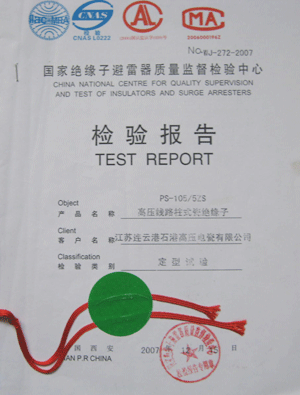 ilac-MRA CNAS CAL MA
CNAS L0222
No.WJ-272-2007
国家绝缘子避雷器质量监督检验中心
CHINA NATIONAL CENTRE FOR QUALITY SUPERVISION
AND TEST OF INSULATORS AND SURGE ARRESTERS
检验报告
TEST REPORT
Object PS-105/5ZS
产品名称 高压线路柱式瓷绝缘子
Client
客户名称 江苏连云港石湖高压电瓷有限公司
Classification
检验类别 定型试验
国西安 2007
AN P.R CHINA